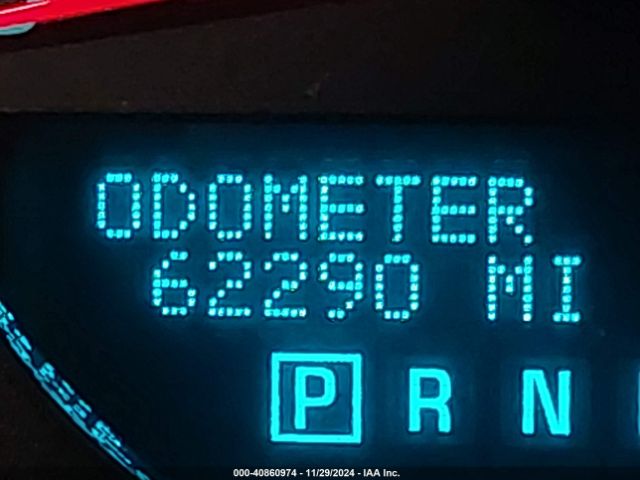 ODOMETER
62290 MI
P R N
000-40860974 - 11/29/2024 - IAA Inc.